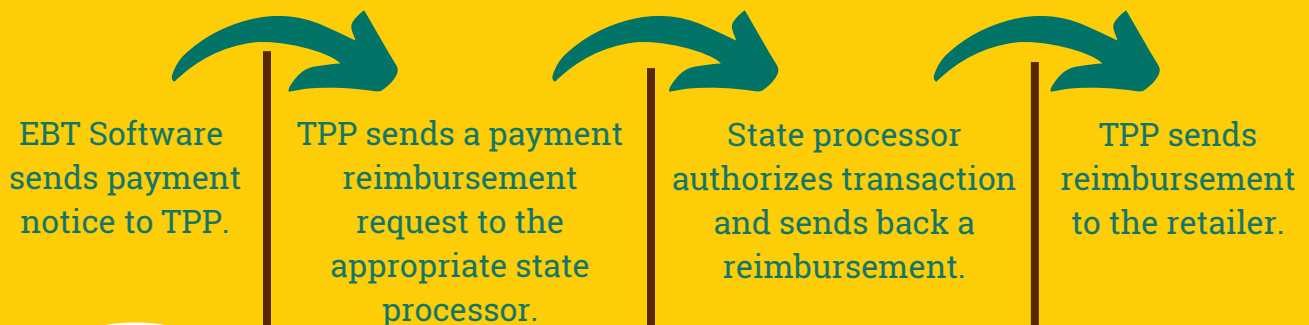 EBT Software
sends payment
notice to TPP.
TPP sends a payment
reimbursement
request to the
appropriate state
processor.
State processor
authorizes transaction
and sends back a
reimbursement.
TPP sends
reimbursement
to the retailer.